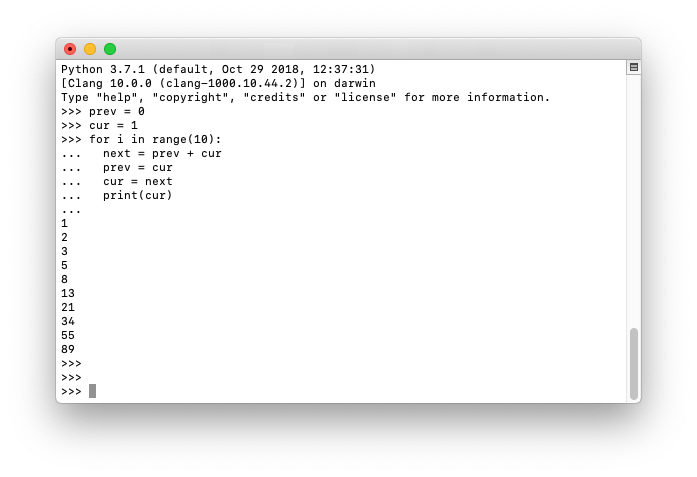 Python 3.7.1 (default, Oct 29 2018, 12:37:31)
[Clang 10.0.0 (clang-1000.10.44.2)] on darwin
Type "help", "copyright", "credits" or "license" for more information.
>>> prev = 0
>>> cur = 1
>>> for i in range(10):
...   next = prev + cur
...   prev = cur
...   cur = next
...   print(cur)
...
1
2
3
5
8
13
21
34
55
89
>>>
>>>
>>>